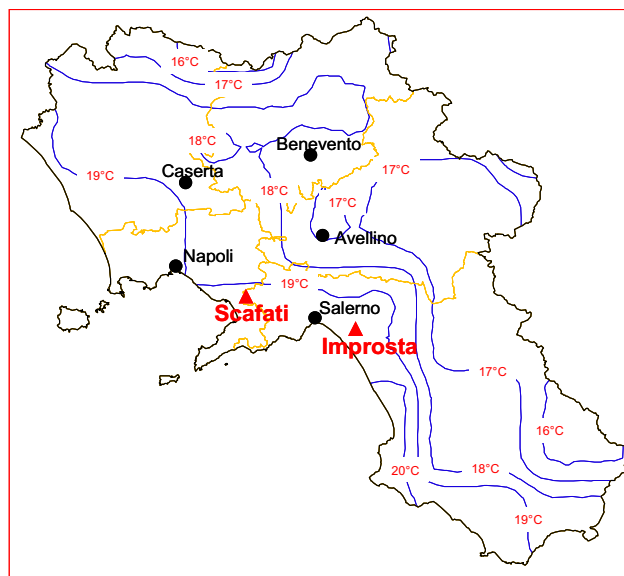 16°C
17°C
18°C
Benevento
Caserta
19°C
17°C
18°C
17°C
Avellino
Napoli
19°C
Scafati
Salerno
Improsta
17°C
16°C
20°C
18°C
19°C